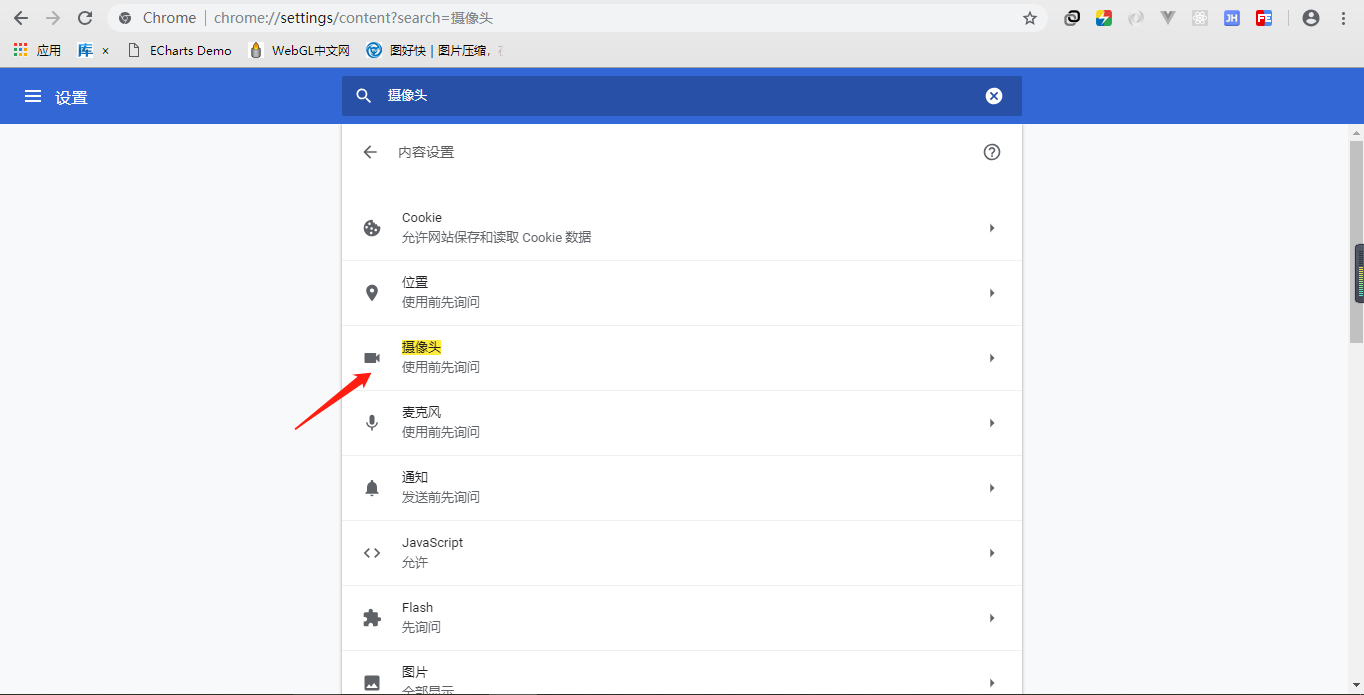 Chrome | chrome://settings/content?search=摄像头
应用
库
ECharts Demo
WebGL中文网
图好快 | 图片压缩,
JH
FE
设置
摄像头
内容设置
Cookie
允许网站保存和读取 Cookie 数据
位置
使用前先询问
摄像头
使用前先询问
麦克风
使用前先询问
通知
发送前先询问
JavaScript
允许
Flash
先询问
图片
全部显示